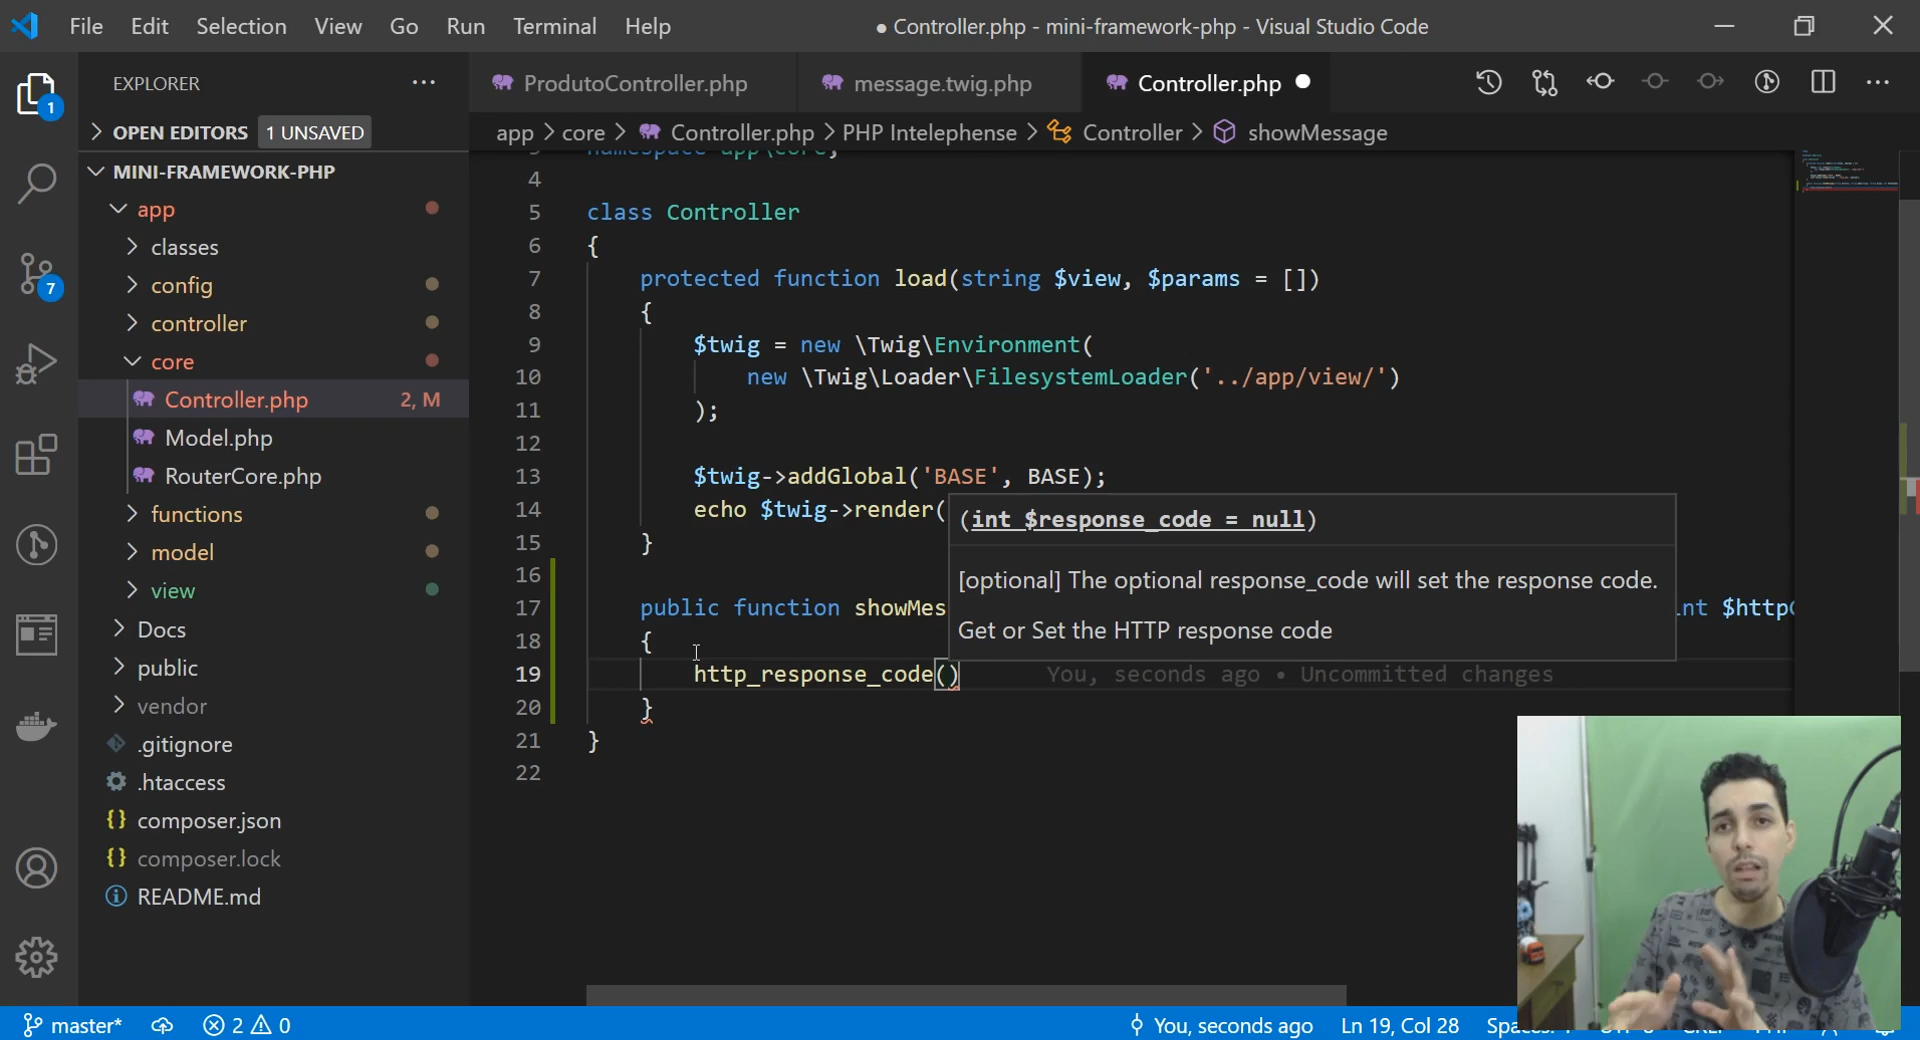 File Edit Selection View Go Run Terminal Help
● Controller.php - mini-framework-php - Visual Studio Code
EXPLORER
ProdutoController.php
message.twig.php
Controller.php
OPEN EDITORS 1 UNSAVED
app > core > Controller.php > PHP Intelephense > Controller > showMessage
MINI-FRAMEWORK-PHP
app
classes
config
controller
core
Controller.php 2, M
Model.php
RouterCore.php
functions
model
view
Docs
public
vendor
.gitignore
.htaccess
composer.json
composer.lock
README.md
1
7
namespace app\core;
4
5 class Controller
6 {
7 protected function load(string $view, $params = [])
8 {
9 $twig = new \Twig\Environment(
10 new \Twig\Loader\FilesystemLoader('../app/view/')
11 );
12
13 $twig->addGlobal('BASE', BASE);
14 echo $twig->render(
15 }
16
17 public function showMes
18 {
19 http_response_code() You, seconds ago • Uncommitted changes
20 }
21 }
22
(int $response_code = null)
[optional] The optional response_code will set the response code.
Get or Set the HTTP response code
master* 2 0 You, seconds ago Ln 19, Col 28